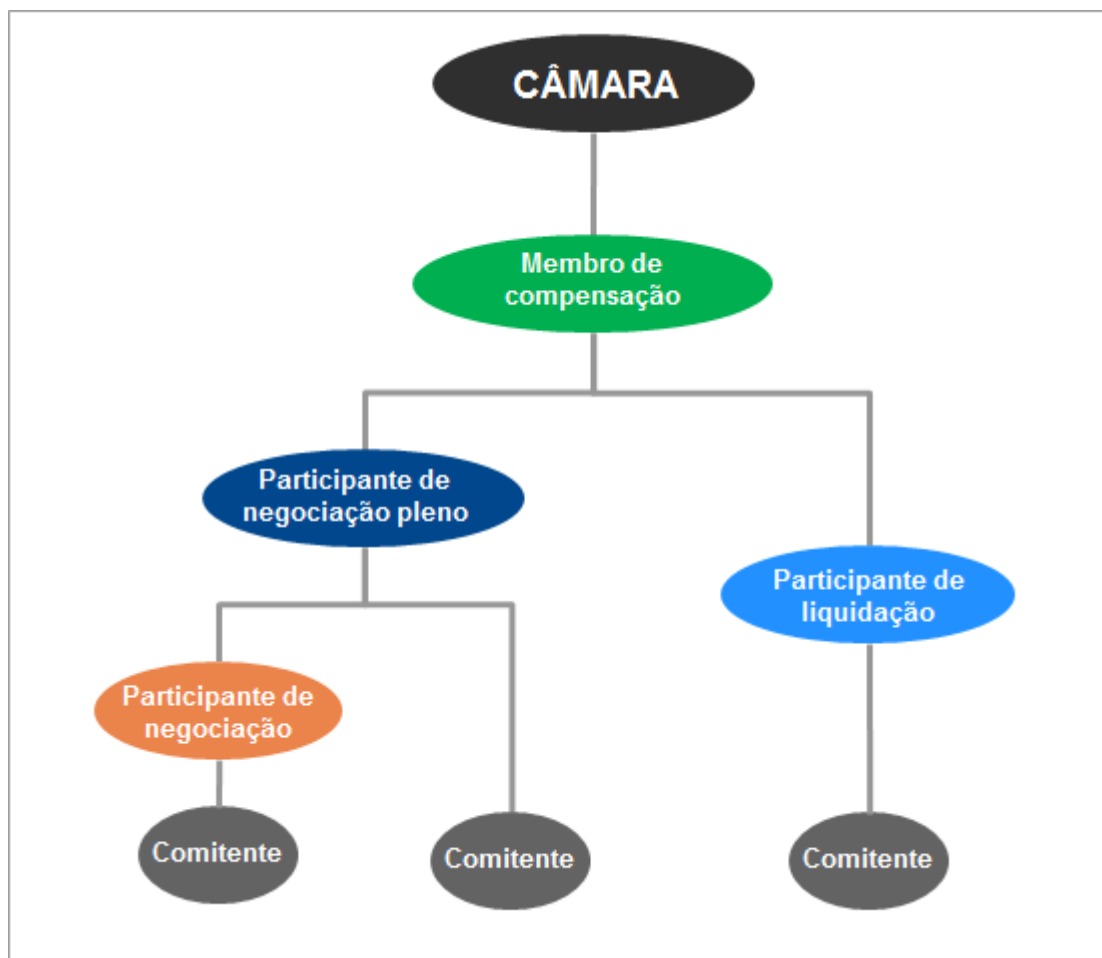 CÂMARA
Membro de
compensação
Participante de
negociação pleno
Participante de
liquidação
Participante de
negociação
Comitente
Comitente
Comitente